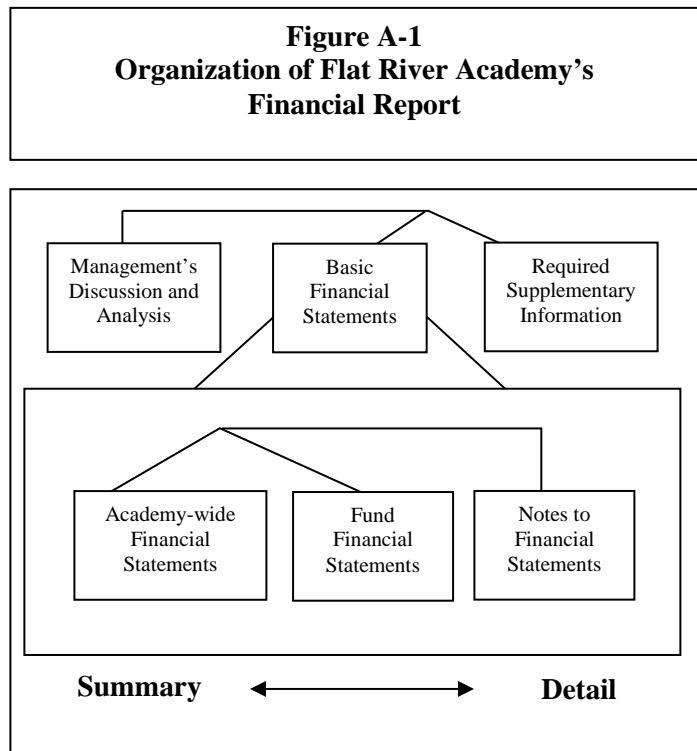 Figure A-1
Organization of Flat River Academy’s
Financial Report
Management’s
Discussion and
Analysis
Basic
Financial
Statements
Required
Supplementary
Information
Academy-wide
Financial
Statements
Fund
Financial
Statements
Notes to
Financial
Statements
Summary
Detail